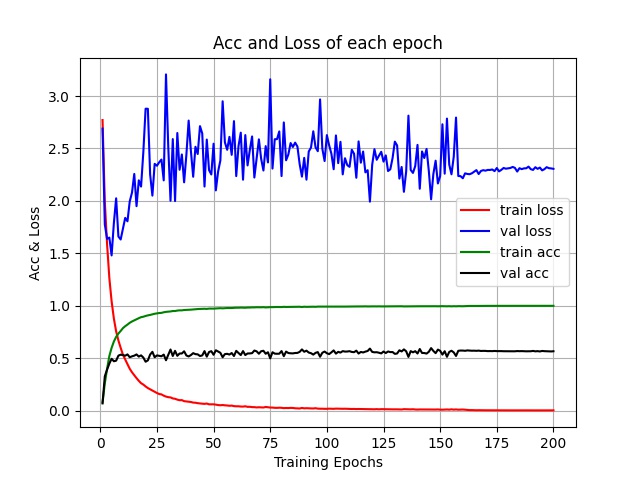 Acc and Loss of each epoch
Acc & Loss
3.0
2.5
2.0
1.5
1.0
0.5
0.0
train loss
val loss
train acc
val acc
0 25 50 75 100 125 150 175 200
Training Epochs